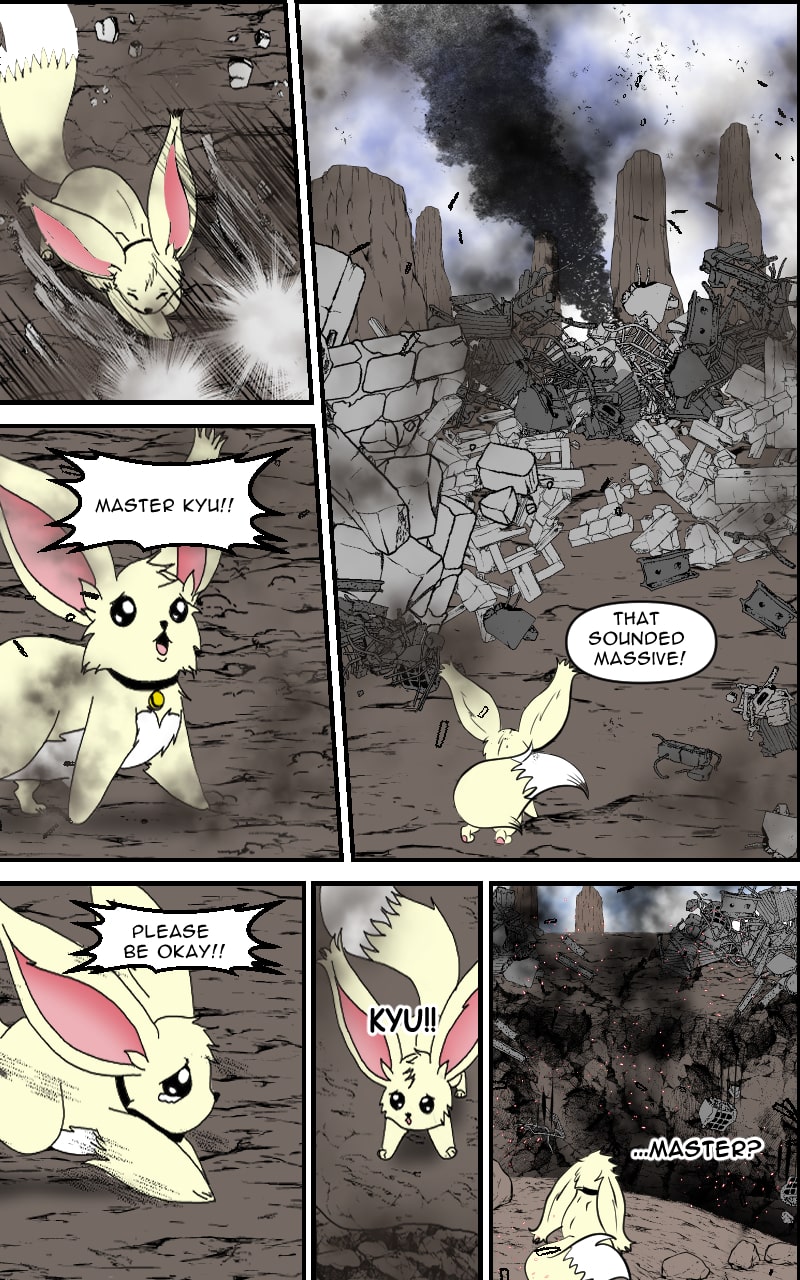 THAT
SOUNDED
MASSIVE!
MASTER KYU!!
PLEASE
BE OKAY!!
KYU!!
...MASTER?